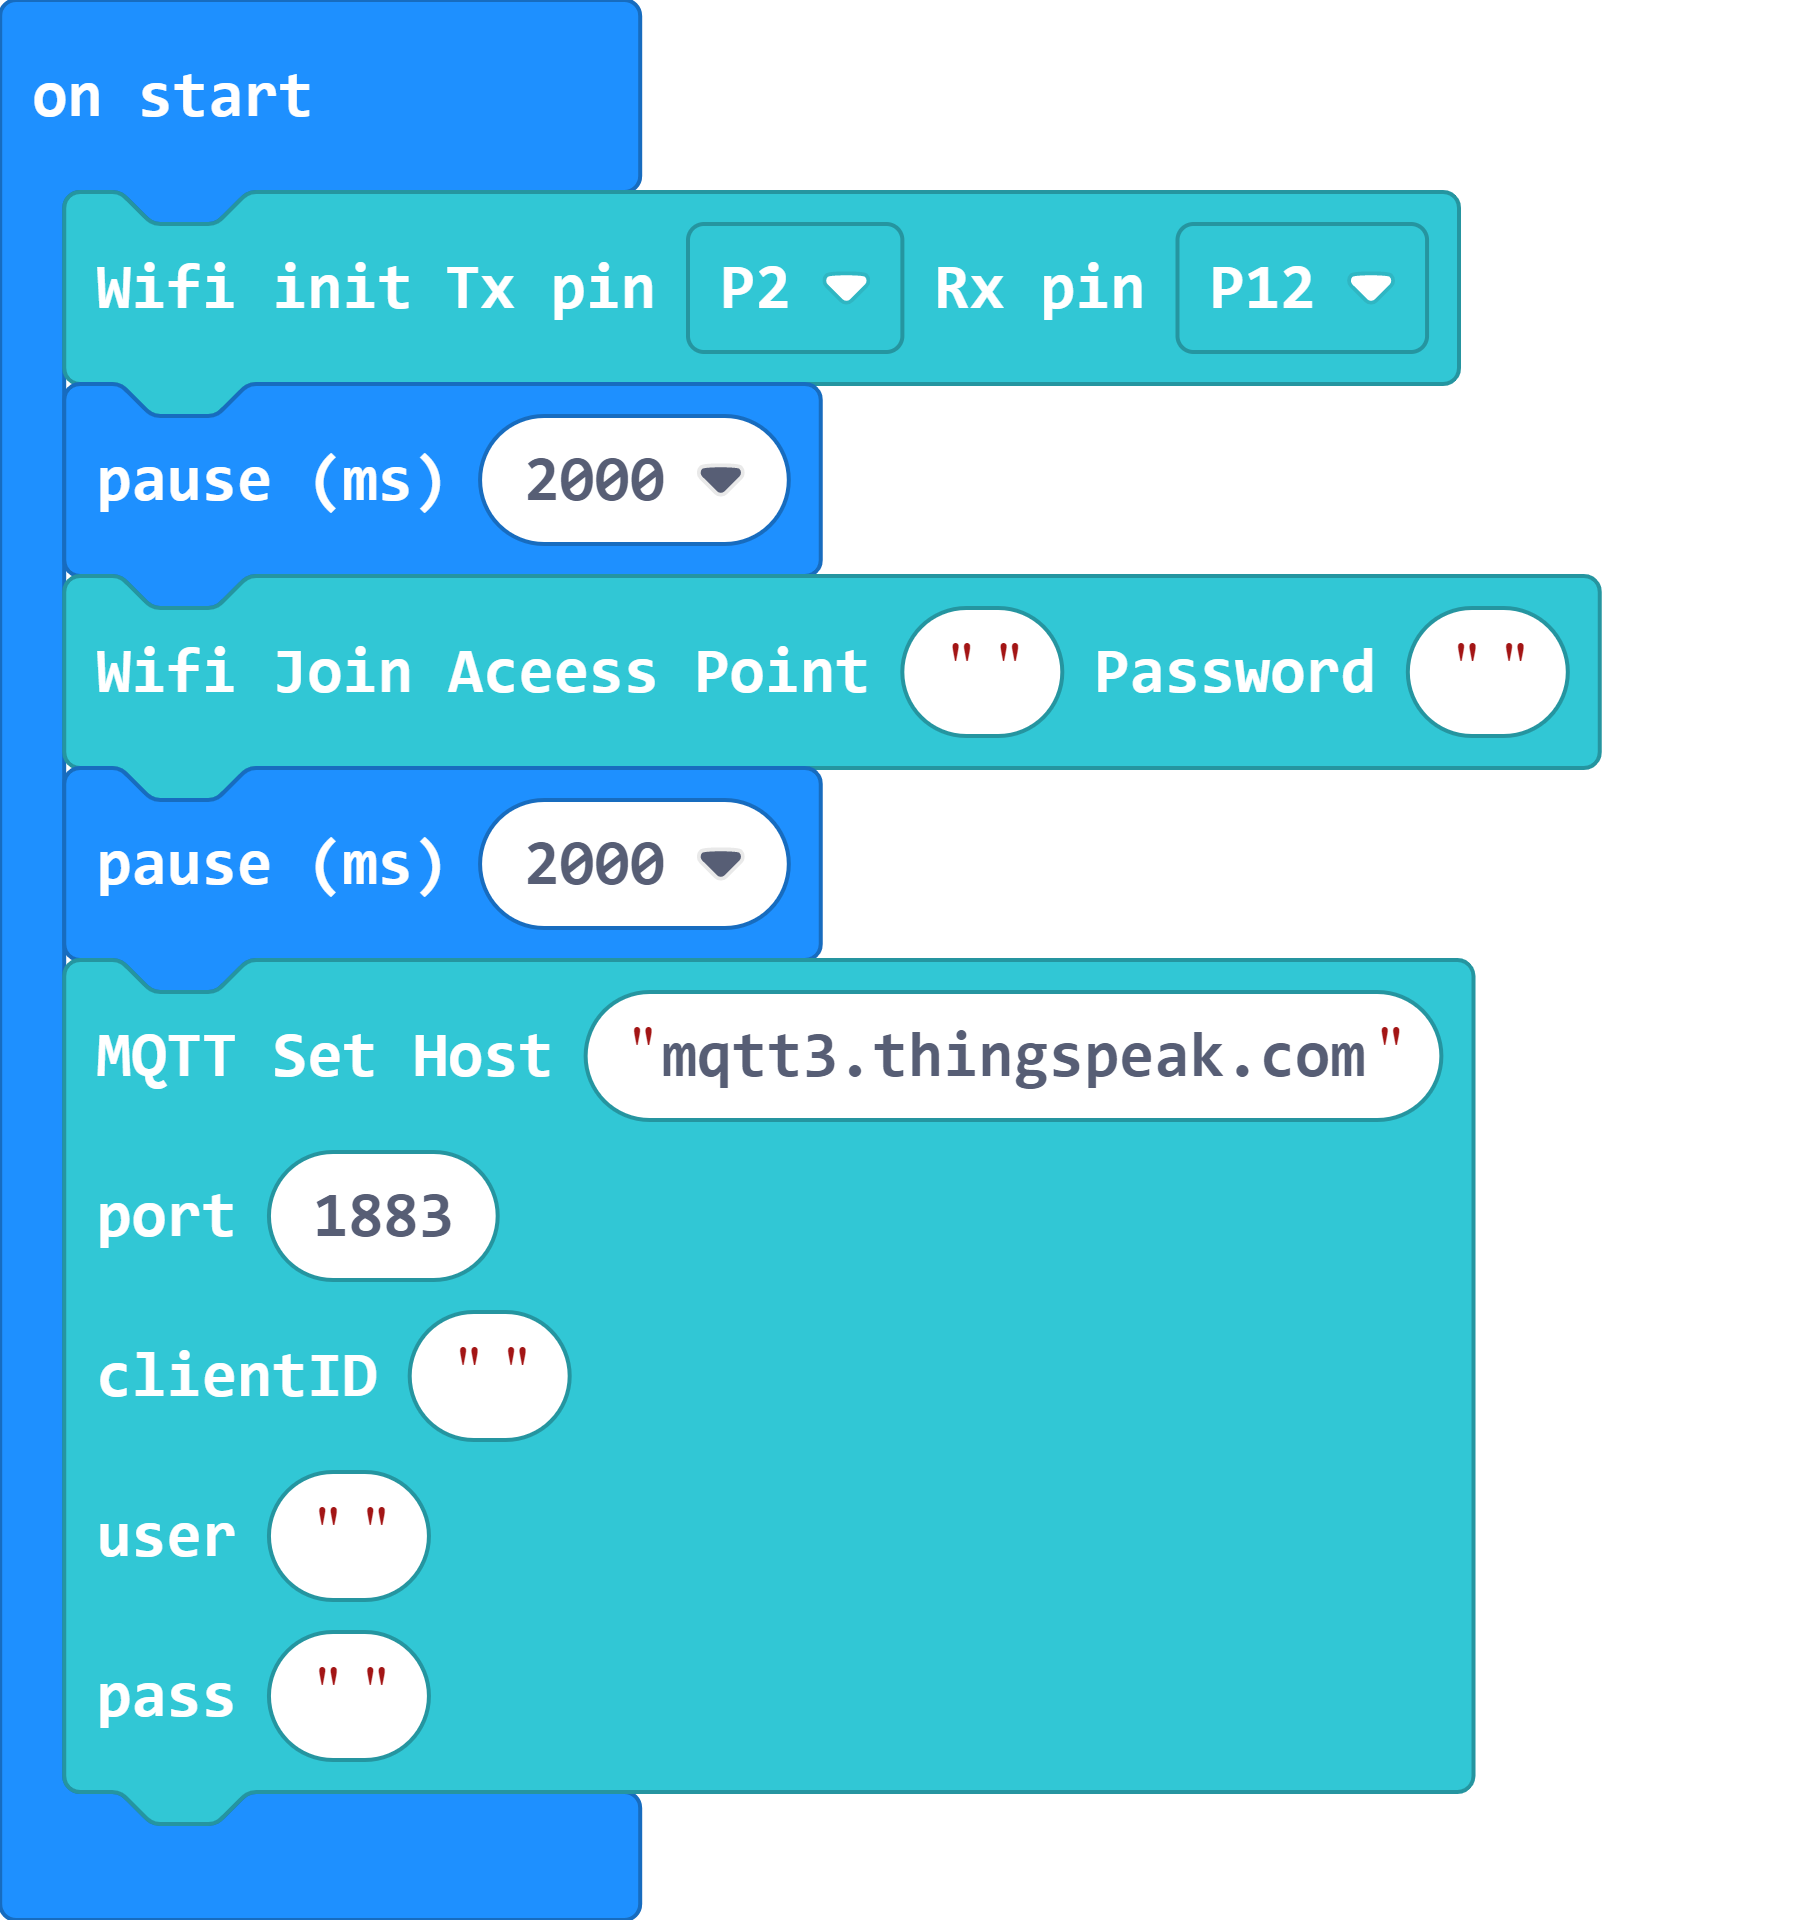 on start
Wifi init Tx pin P2 Rx pin P12
pause (ms) 2000
Wifi Join Aceess Point " " Password " "
pause (ms) 2000
MQTT Set Host "mqtt3.thingspeak.com"
port 1883
clientID " "
user " "
pass " "